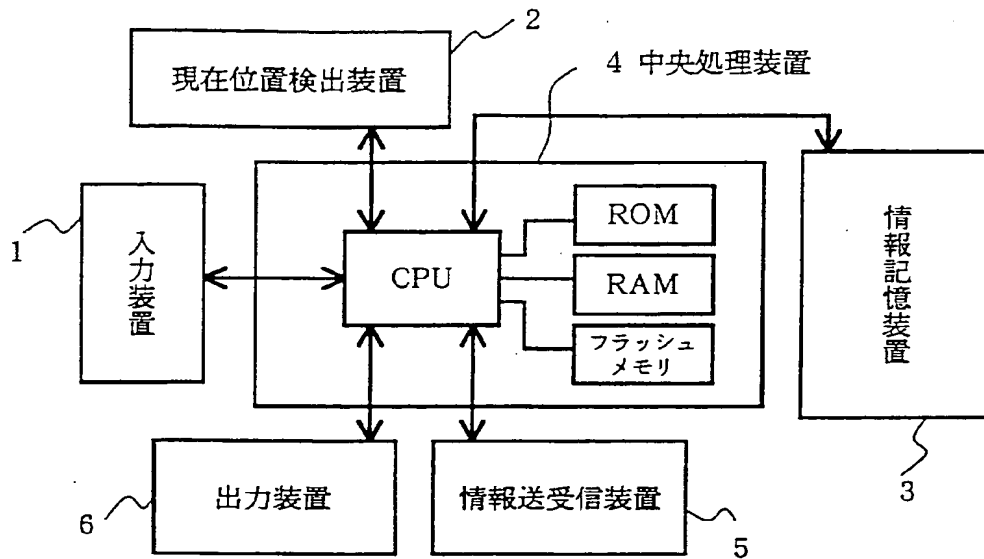 2
現在位置検出装置
4 中央処理装置
1
入力装置
CPU
ROM
RAM
フラッシュ
メモリ
情報記憶装置
3
6
出力装置
情報送受信装置
5